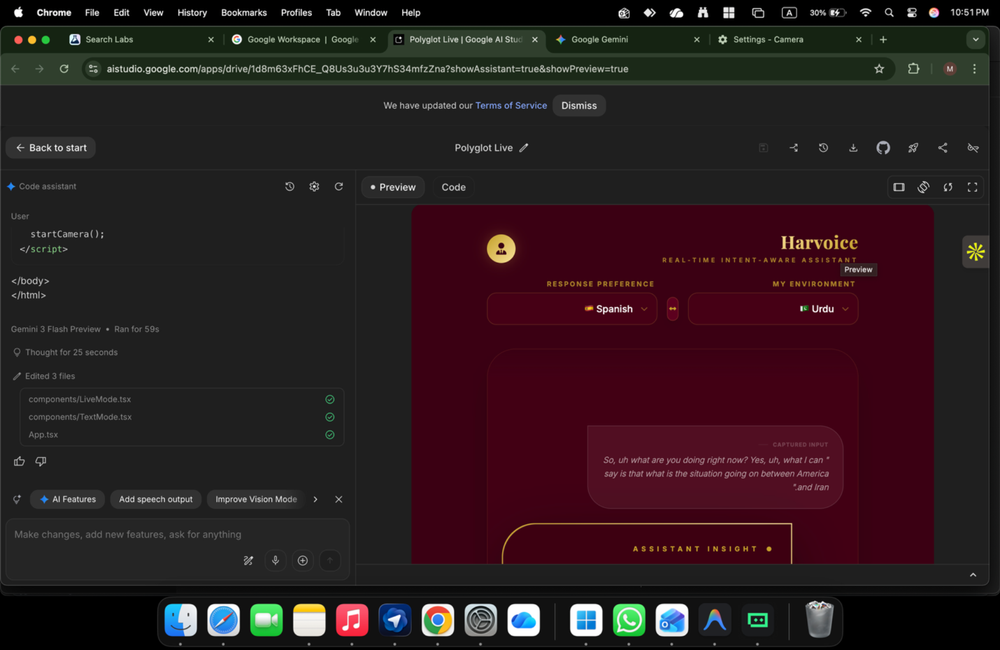 Chrome File Edit View History Bookmarks Profiles Tab Window Help A 30% 10:51 PM
Search Labs Google Workspace | Google Polyglot Live | Google AI Stud Google Gemini Settings - Camera
aistudio.google.com/apps/drive/1d8m63xFhCE_Q8Us3u3u3Y7hS34mfzZna?showAssistant=true&showPreview=true M
We have updated our Terms of Service Dismiss
Back to start Polyglot Live
Code assistant
User
startCamera();
</script>
</body>
</html>
Gemini 3 Flash Preview • Ran for 59s
Thought for 25 seconds
Edited 3 files
components/LiveMode.tsx
components/TextMode.tsx
App.tsx
AI Features Add speech output Improve Vision Mode
Make changes, add new features, ask for anything
Preview Code
Harvoice
REAL-TIME INTENT-AWARE ASSISTANT
Preview
RESPONSE PREFERENCE MY ENVIRONMENT
Spanish Urdu
CAPTURED INPUT
So, uh what are you doing right now? Yes, uh, what I can "
say is that what is the situation going on between America
".and Iran
ASSISTANT INSIGHT